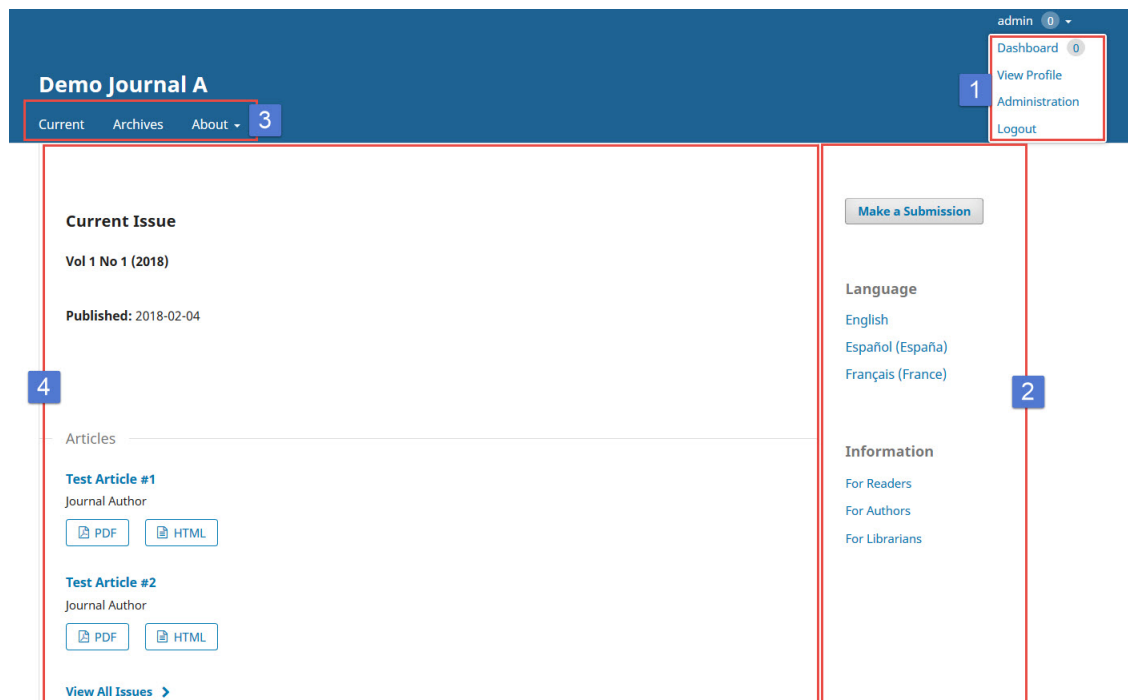 admin 0
Dashboard 0
View Profile
Administration
Logout
1
Demo Journal A
Current Archives About
3
Current Issue
Vol 1 No 1 (2018)
Published: 2018-02-04
4
Articles
Test Article #1
Journal Author
PDF HTML
Test Article #2
Journal Author
PDF HTML
View All Issues
Make a Submission
Language
English
Español (España)
Français (France)
2
Information
For Readers
For Authors
For Librarians